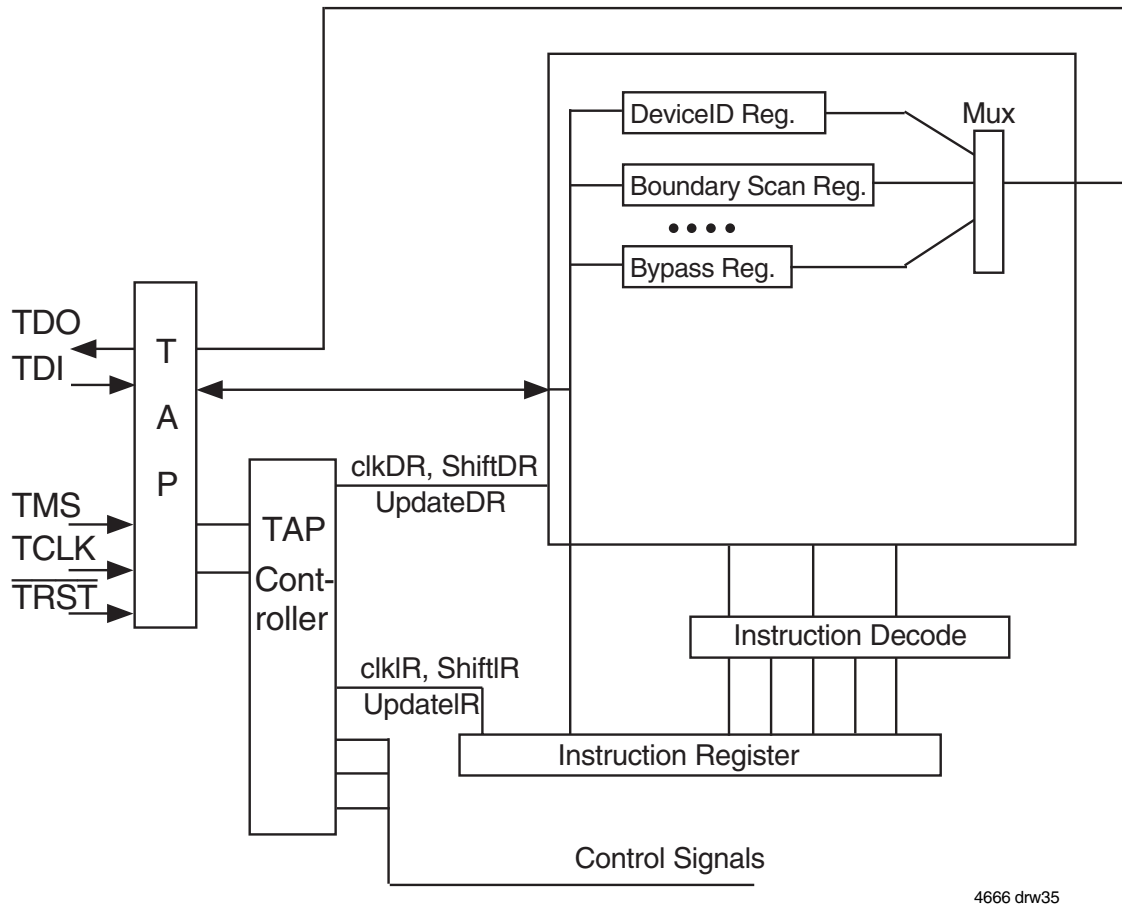 DeviceID Reg.
Mux
Boundary Scan Reg.
Bypass Reg.
TDO
TDI
T
A
P
TMS
TCLK
TRST
TAP
Cont-
roller
clkDR, ShiftDR
UpdateDR
Instruction Decode
clkIR, ShiftIR
UpdateIR
Instruction Register
Control Signals
4666 drw35